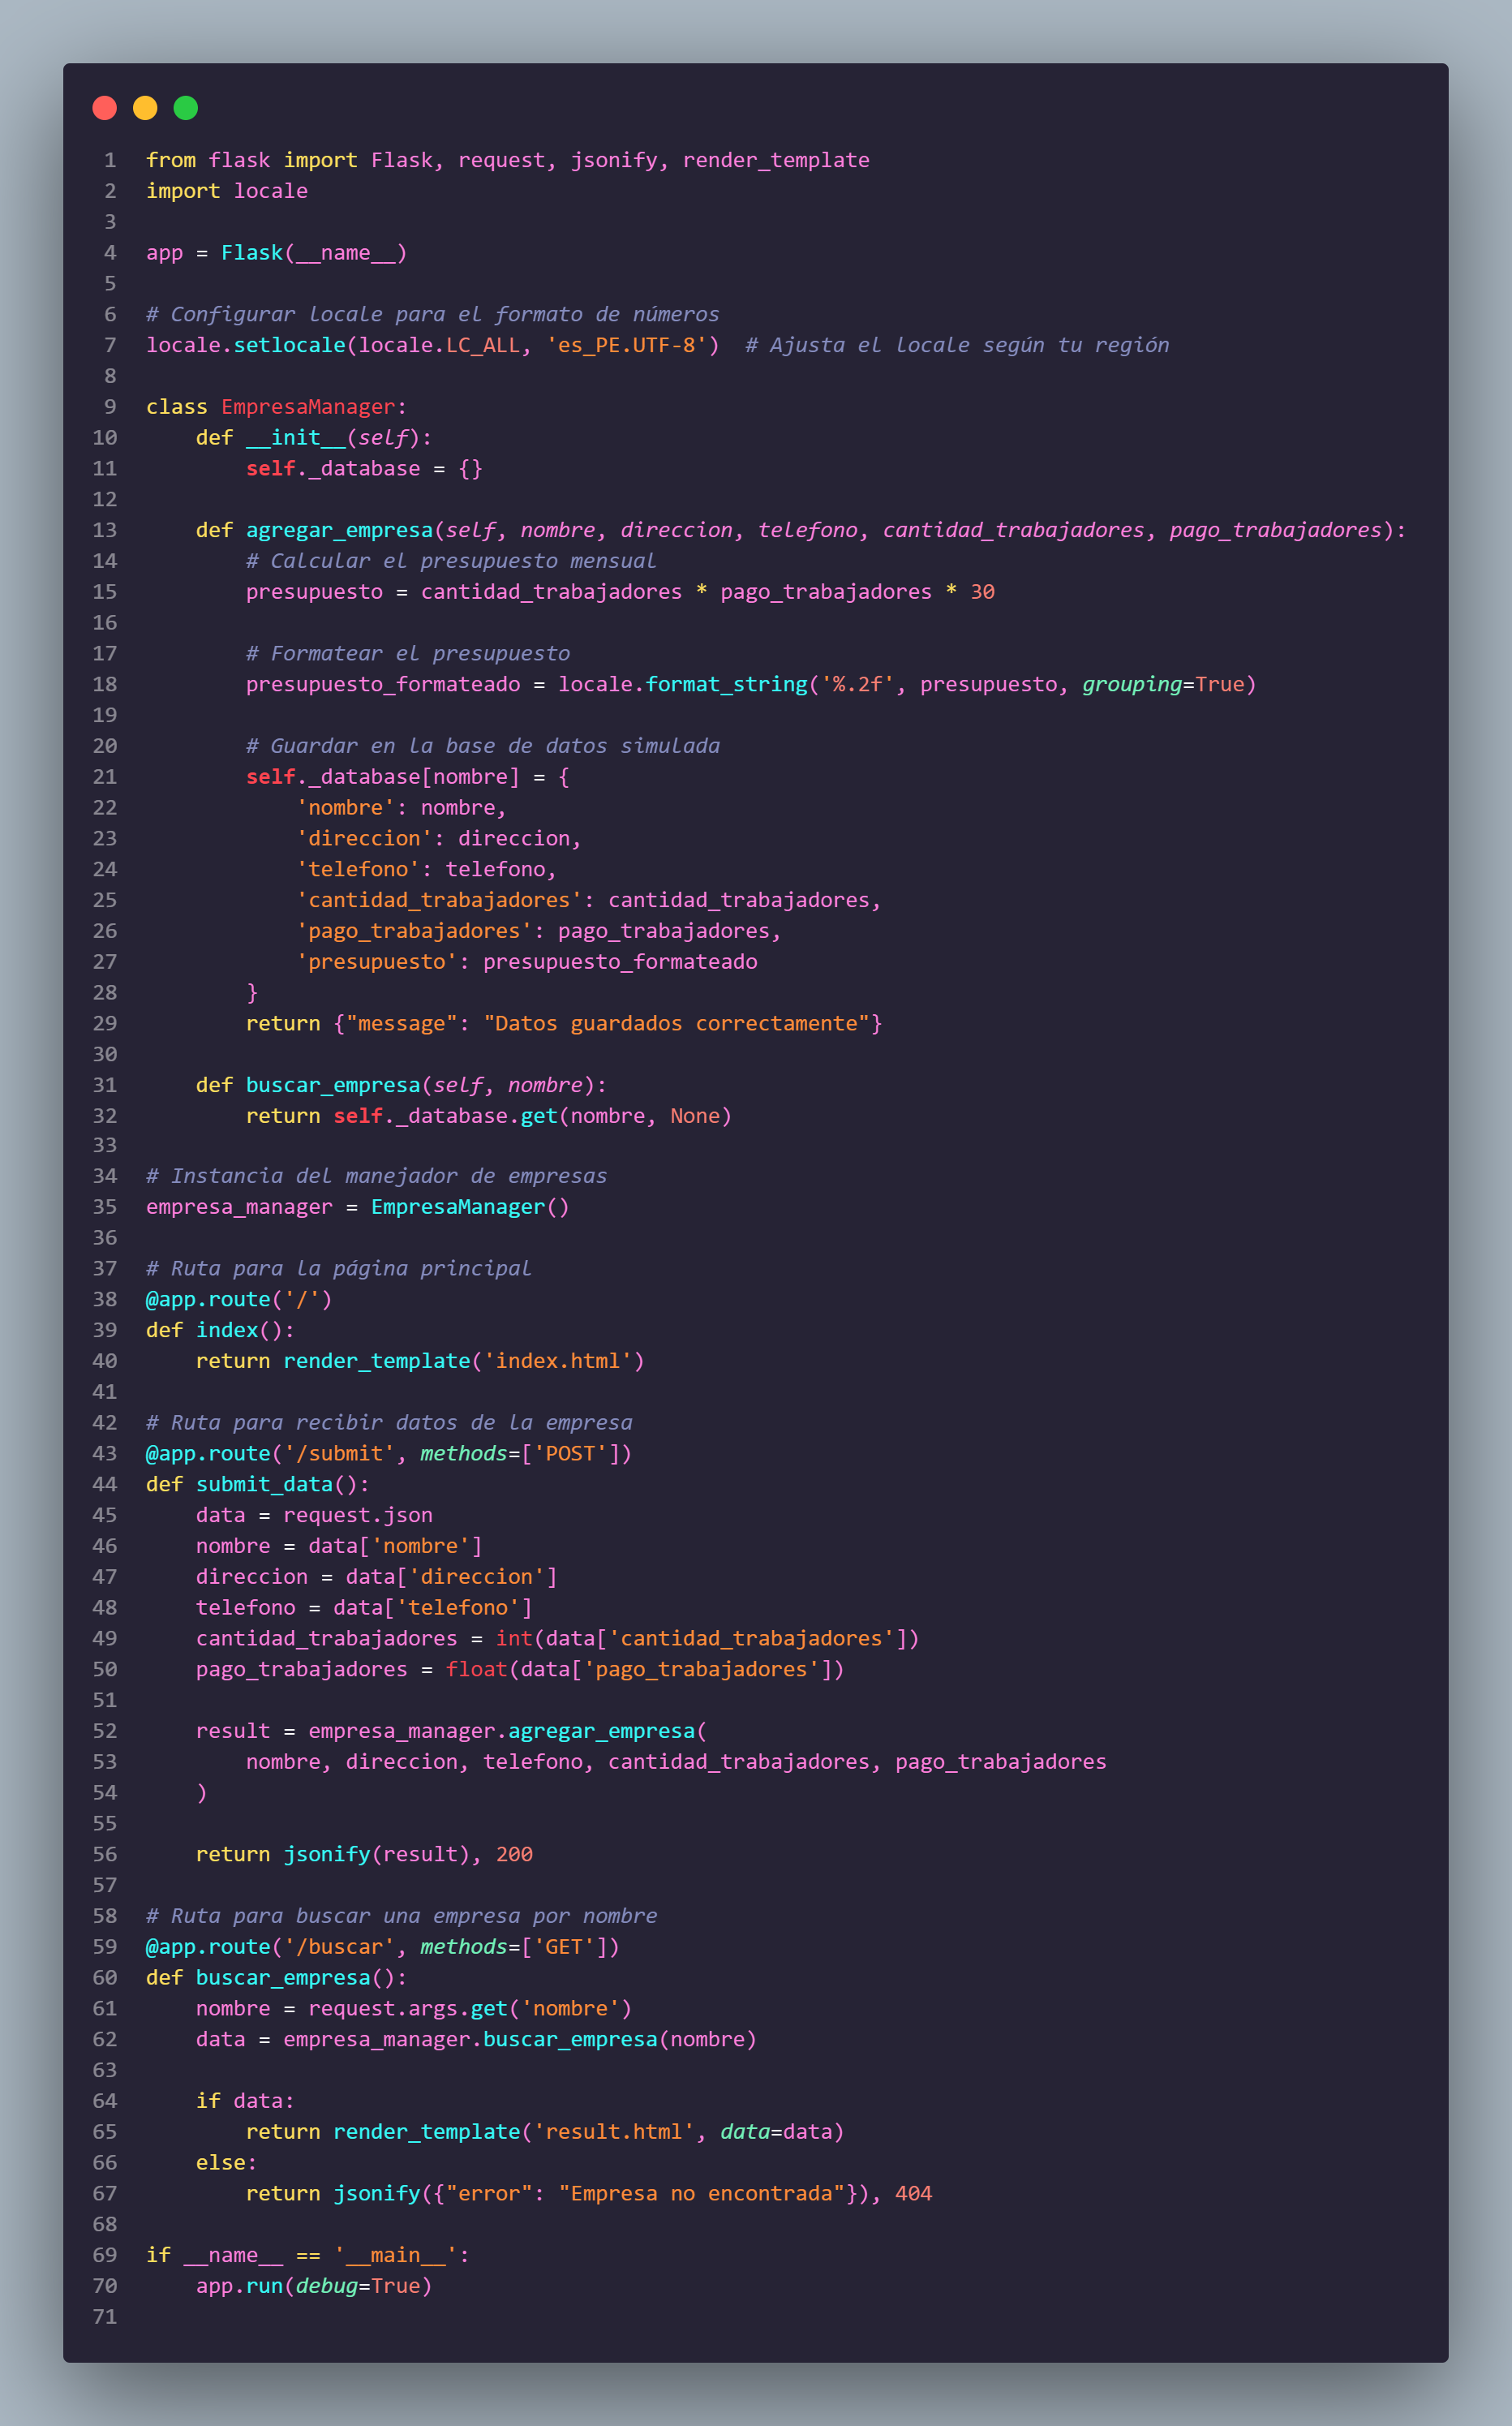 1 from flask import Flask, request, jsonify, render_template
2 import locale
3
4 app = Flask(__name__)
5
6 # Configurar locale para el formato de números
7 locale.setlocale(locale.LC_ALL, 'es_PE.UTF-8')  # Ajusta el locale según tu región
8
9 class EmpresaManager:
10     def __init__(self):
11         self._database = {}
12
13     def agregar_empresa(self, nombre, direccion, telefono, cantidad_trabajadores, pago_trabajadores):
14         # Calcular el presupuesto mensual
15         presupuesto = cantidad_trabajadores * pago_trabajadores * 30
16
17         # Formatear el presupuesto
18         presupuesto_formateado = locale.format_string('%.2f', presupuesto, grouping=True)
19
20         # Guardar en la base de datos simulada
21         self._database[nombre] = {
22             'nombre': nombre,
23             'direccion': direccion,
24             'telefono': telefono,
25             'cantidad_trabajadores': cantidad_trabajadores,
26             'pago_trabajadores': pago_trabajadores,
27             'presupuesto': presupuesto_formateado
28         }
29         return {"message": "Datos guardados correctamente"}
30
31     def buscar_empresa(self, nombre):
32         return self._database.get(nombre, None)
33
34 # Instancia del manejador de empresas
35 empresa_manager = EmpresaManager()
36
37 # Ruta para la página principal
38 @app.route('/')
39 def index():
40     return render_template('index.html')
41
42 # Ruta para recibir datos de la empresa
43 @app.route('/submit', methods=['POST'])
44 def submit_data():
45     data = request.json
46     nombre = data['nombre']
47     direccion = data['direccion']
48     telefono = data['telefono']
49     cantidad_trabajadores = int(data['cantidad_trabajadores'])
50     pago_trabajadores = float(data['pago_trabajadores'])
51
52     result = empresa_manager.agregar_empresa(
53         nombre, direccion, telefono, cantidad_trabajadores, pago_trabajadores
54     )
55
56     return jsonify(result), 200
57
58 # Ruta para buscar una empresa por nombre
59 @app.route('/buscar', methods=['GET'])
60 def buscar_empresa():
61     nombre = request.args.get('nombre')
62     data = empresa_manager.buscar_empresa(nombre)
63
64     if data:
65         return render_template('result.html', data=data)
66     else:
67         return jsonify({"error": "Empresa no encontrada"}), 404
68
69 if __name__ == '__main__':
70     app.run(debug=True)
71